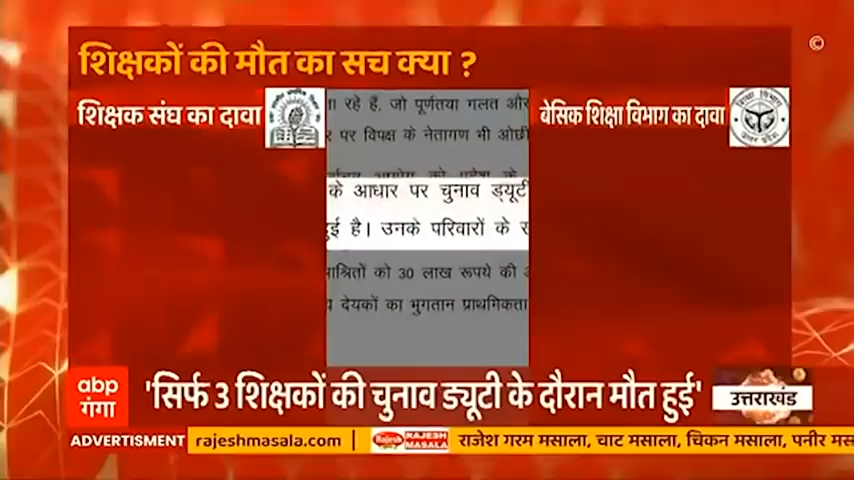 ©
शिक्षकों की मौत का सच क्या ?
शिक्षक संघ का दावा
बेसिक शिक्षा विभाग का दावा
रहे हैं, जो पूर्णतया गलत और
पर विपक्ष के नेतागण भी ओछी
के आधार पर चुनाव ड्यूटी
है। उनके परिवारों के
को 30 लाख रूपये की
देयकों का भुगतान प्राथमिकता
abp
गंगा
'सिर्फ 3 शिक्षकों की चुनाव ड्यूटी के दौरान मौत हुई'
उत्तराखंड
ADVERTISMENT rajeshmasala.com Rajesh RAJESH MASALA राजेश गरम मसाला, चाट मसाला, चिकन मसाला, पनीर